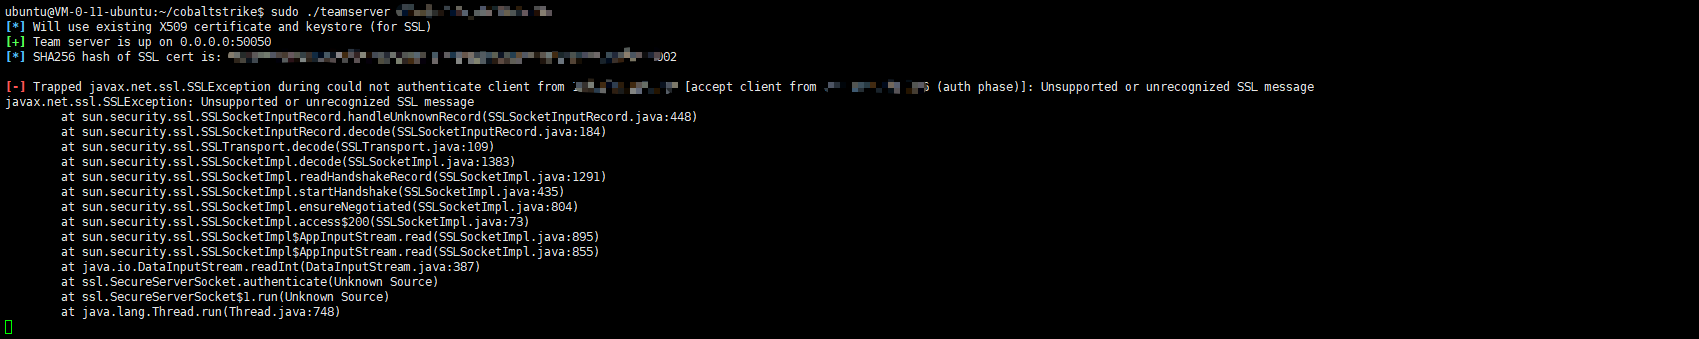 ubuntu@VM-0-11-ubuntu:~/cobaltstrike$ sudo ./teamserver
[*] Will use existing X509 certificate and keystore (for SSL)
[+] Team server is up on 0.0.0.0:50050
[*] SHA256 hash of SSL cert is: 002
[-] Trapped javax.net.ssl.SSLException during could not authenticate client from [accept client from 6 (auth phase)]: Unsupported or unrecognized SSL message
javax.net.ssl.SSLException: Unsupported or unrecognized SSL message
at sun.security.ssl.SSLSocketInputRecord.handleUnknownRecord(SSLSocketInputRecord.java:448)
at sun.security.ssl.SSLSocketInputRecord.decode(SSLSocketInputRecord.java:184)
at sun.security.ssl.SSLTransport.decode(SSLTransport.java:109)
at sun.security.ssl.SSLSocketImpl.decode(SSLSocketImpl.java:1383)
at sun.security.ssl.SSLSocketImpl.readHandshakeRecord(SSLSocketImpl.java:1291)
at sun.security.ssl.SSLSocketImpl.startHandshake(SSLSocketImpl.java:435)
at sun.security.ssl.SSLSocketImpl.ensureNegotiated(SSLSocketImpl.java:804)
at sun.security.ssl.SSLSocketImpl.access$200(SSLSocketImpl.java:73)
at sun.security.ssl.SSLSocketImpl$AppInputStream.read(SSLSocketImpl.java:895)
at sun.security.ssl.SSLSocketImpl$AppInputStream.read(SSLSocketImpl.java:855)
at java.io.DataInputStream.readInt(DataInputStream.java:387)
at ssl.SecureServerSocket.authenticate(Unknown Source)
at ssl.SecureServerSocket$1.run(Unknown Source)
at java.lang.Thread.run(Thread.java:748)